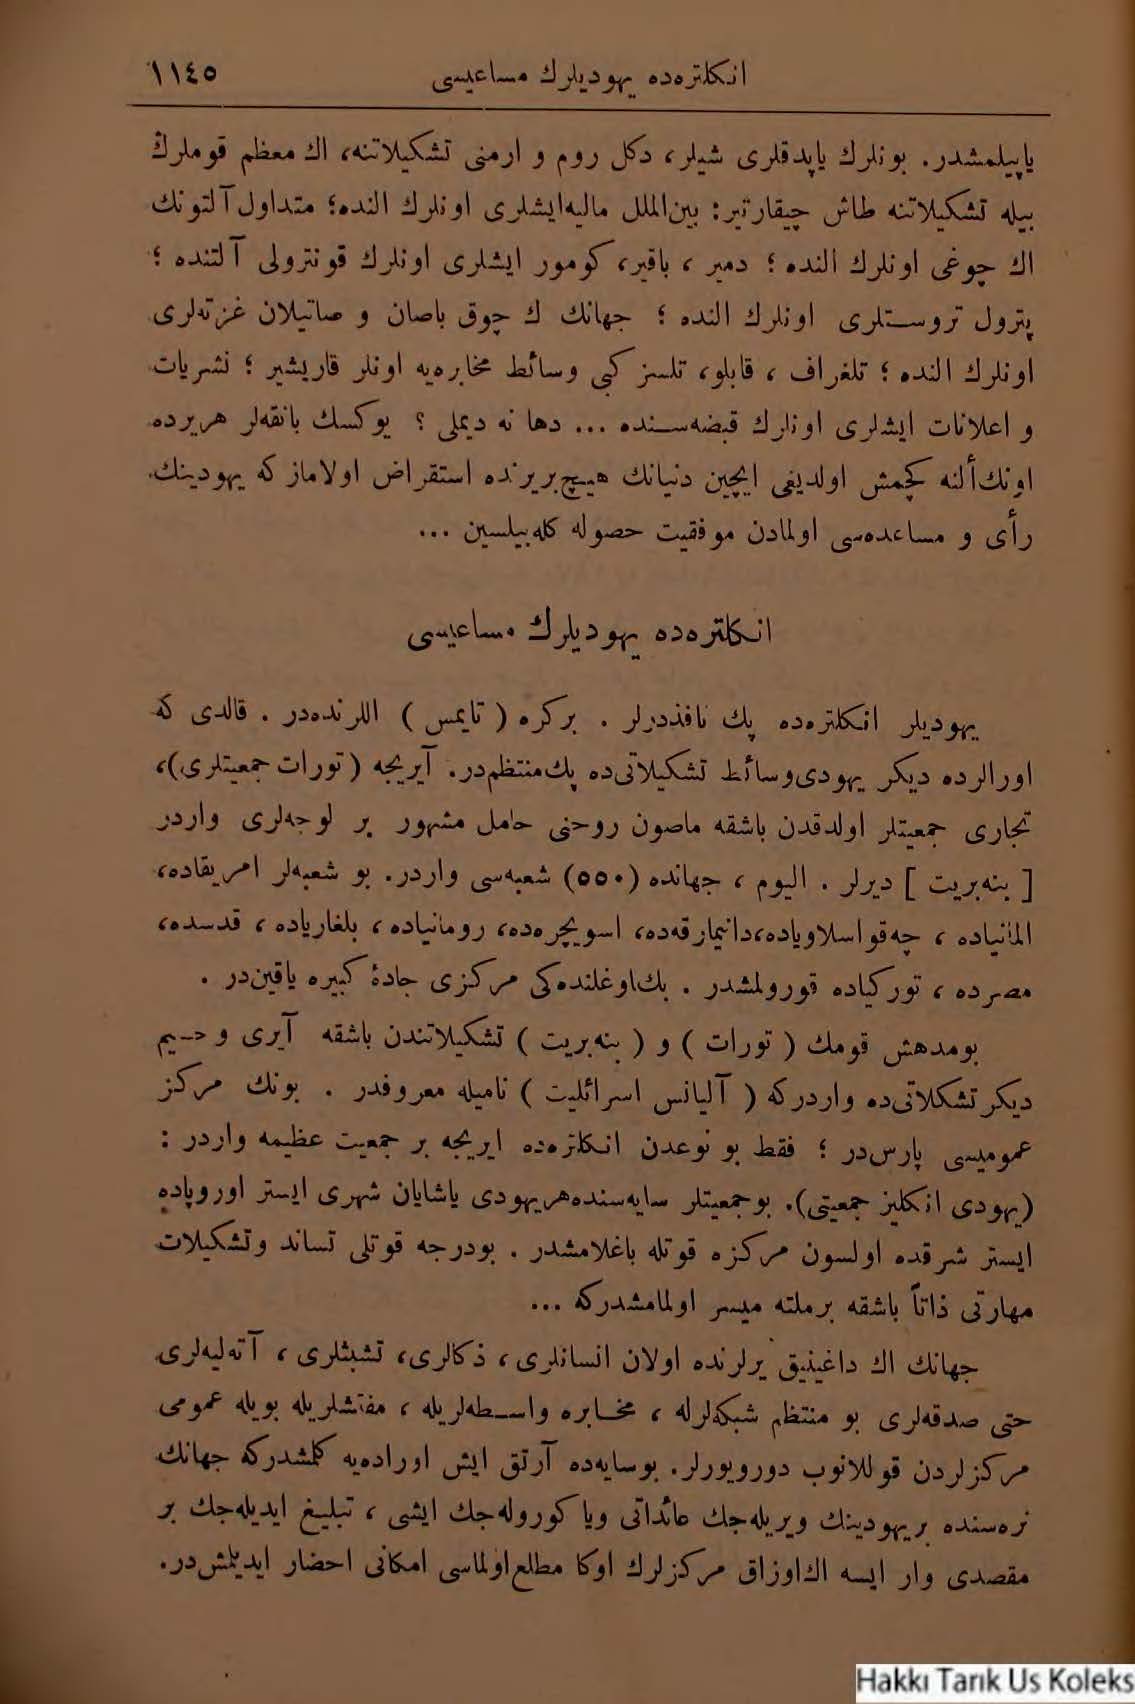 انكلتره‌ده يهوديلرك مساعيسى ١١٤٥
ياپيلمشدر. بونلرك ياپدقلرى شيلر، دكل روم و ارمنى تشكيلاتنه، اك معظم قوملرك
بيله تشكيلاتنه طاش چيقارتير: بين‌الملل ماليه‌ايشلرى اونلرك النده؛ متداول آلتونك
اك چوغى اونلرك النده ؛ دمير ، باقير، كومور ايشلرى اونلرك قونترولى آلتنده ؛
پترول تروستلرى اونلرك النده ؛ جهانك ك چوق باصان و صاتيلان غزته‌لرى
اونلرك النده ؛ تلغراف ، قابلو، تلسز كبى وسائط مخابره‌يه اونلر قاريشير ؛ نشريات
و اعلانات ايشلرى اونلرك قبضه‌سنده ... دها نه ديملى ؟ يوكسك بانقه‌لر هريرده
اونك‌ألنه كچمش اولديغى ايچين دنيانك هيچ‌بريرنده استقراض اولاماز كه يهودينك
رأى و مساعده‌سى اولمادن موفقيت حصوله كله‌بيلسين ...
انكلتره‌ده يهوديلرك مساعيسى
يهوديلر انكلتره‌ده پك نافذدرلر . بركره ( تايمس ) اللرنده‌در . قالدى كه
اورالرده ديكر يهودى‌وسائط تشكيلاتى‌ده پك‌منتظم‌در. آيريجه (تورات جمعيتلرى)،
تجارى جمعيتلر اولدقدن باشقه ماصون روحنى حامل مشهور بر لوجه‌لرى واردر
[ بنه‌بريت ] ديرلر . اليوم ، جهانده (٥٥٠) شعبه‌سى واردر. بو شعبه‌لر امريقاده،
المانياده ، چه‌قواسلاوياده،دانيمارقه‌ده، اسويچره‌ده، رومانياده ، بلغارياده ، قدسده،
مصرده ، توركياده قورولمشدر . بك‌اوغلنده‌كى مركزى جادهٔ كبيره ياقين‌در .
بومدهش قومك ( تورات ) و ( بنه‌بريت ) تشكيلاتندن باشقه آيرى و جسيم
ديكر تشكلاتى‌ده واردركه ( آليانس اسرائليت ) ناميله معروفدر . بونك مركز
عموميسى پارس‌در ؛ فقط بو نوعدن انكلتره‌ده ايريجه بر جمعيت عظيمه واردر :
(يهودى انكليز جمعيتى). بوجمعيتلر سايه‌سنده‌هريهودى ياشايان شهرى ايستر اوروپاده
ايستر شرقده اولسون مركزه قوتله باغلامشدر . بودرجه قوتلى تساند وتشكيلات
مهارتى ذاتاً باشقه برملته ميسر اولمامشدركه ...
جهانك اك داغينيق يرلرنده اولان انسانلرى، ذكالرى، تشبثلرى ، آته‌ليه‌لرى
حتى صدقه‌لرى بو منتظم شبكه‌لرله ، مخابره واسطه‌لريله ، مفتشلريله بويله عمومى
مركزلردن قوللانوب دورويورلر. بوسايه‌ده آرتق ايش اوراده‌يه كلمشدركه جهانك
نره‌سنده بريهودينك ويريله‌جك عائداتى ويا كوروله‌جك ايشى ، تبليغ ايديله‌جك بر
مقصدى وار ايسه اك‌اوزاق مركزلرك اوكا مطلع‌اولماسى امكانى احضار ايديلمش‌در.
Hakkı Tarık Us Koleks